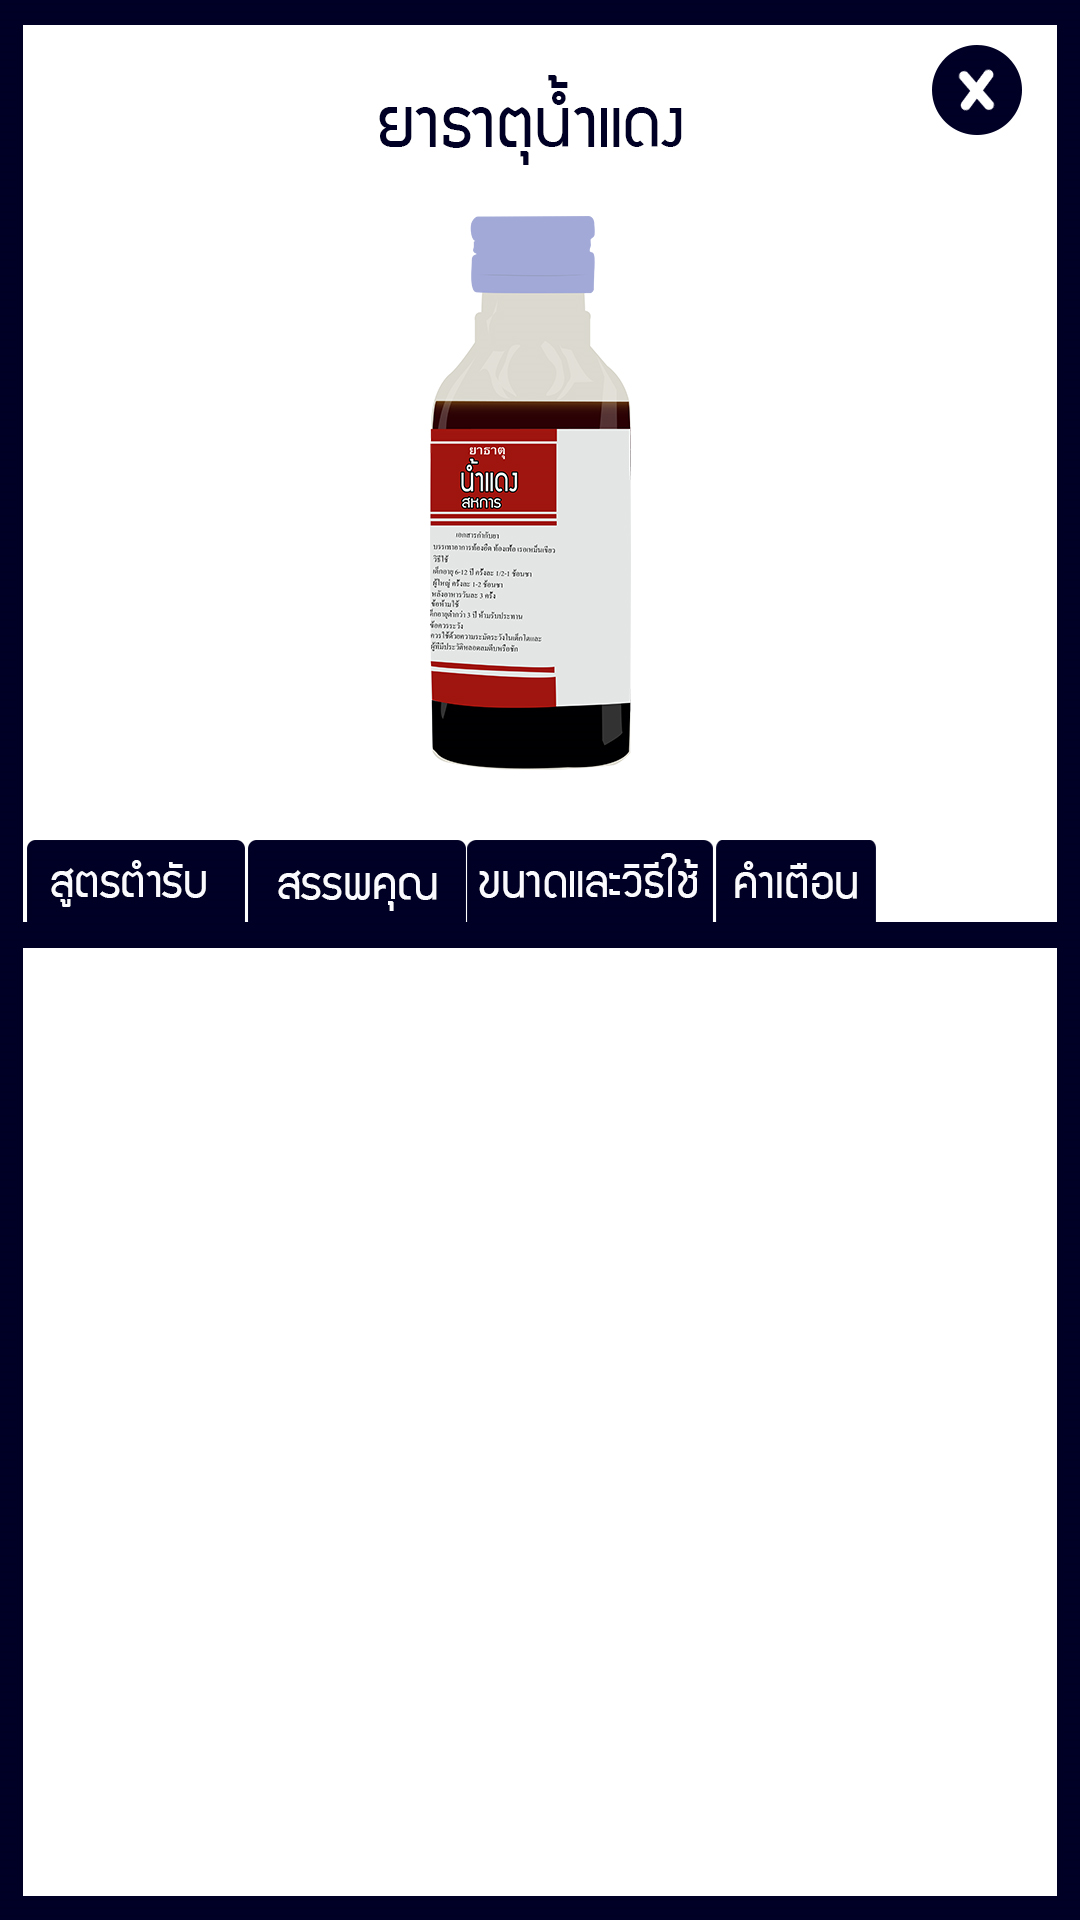 ยาธาตุน้ำแดง
X
ยาธาตุ
น้ำแดง
สหการ
เอกสารกำกับยา
บรรเทาอาการท้องอืด ท้องเฟ้อ เรอเหม็นเขียว
วิธีใช้
เด็กอายุ 6-12 ปี ครั้งละ 1/2-1 ช้อนชา
ผู้ใหญ่ ครั้งละ 1-2 ช้อนชา
หลังอาหารวันละ 3 ครั้ง
ข้อห้ามใช้
เด็กอายุต่ำกว่า 3 ปี ห้ามรับประทาน
ข้อควรระวัง
ควรใช้ด้วยความระมัดระวังในเด็กโตและ
ผู้ที่มีประวัติหลอดลมตีบหรือชัก
สูตรตำรับ สรรพคุณ ขนาดและวิธีใช้ คำเตือน